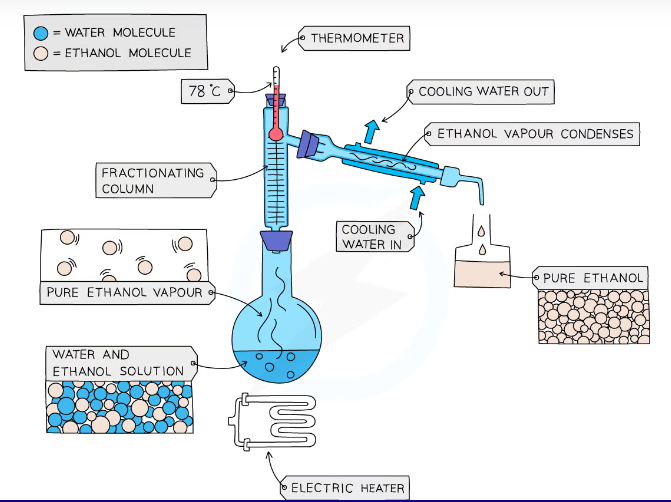 = WATER MOLECULE
= ETHANOL MOLECULE
THERMOMETER
78 °C
COOLING WATER OUT
ETHANOL VAPOUR CONDENSES
FRACTIONATING
COLUMN
COOLING
WATER IN
PURE ETHANOL VAPOUR
PURE ETHANOL
WATER AND
ETHANOL SOLUTION
ELECTRIC HEATER